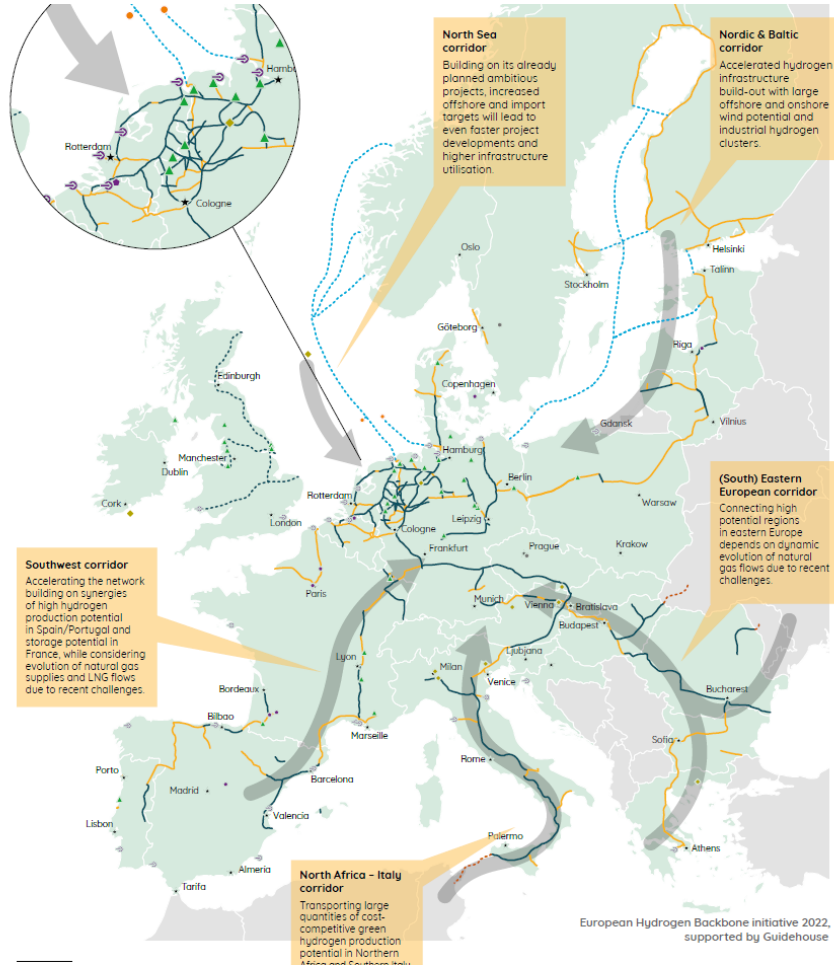 North Sea
corridor
Building on its already
planned ambitious
projects, increased
offshore and import
targets will lead to
even faster project
developments and
higher infrastructure
utilisation.
Nordic & Baltic
corridor
Accelerated hydrogen
infrastructure
build-out with large
offshore and onshore
wind potential and
industrial hydrogen
clusters.
Hambu
Rotterdam
Cologne
Oslo
Helsinki
Talinn
Stockholm
Göteborg
Riga
Edinburgh
Copenhagen
Gdansk
Vilnius
Manchester
Dublin
Hamburg
Berlin
Cork
London
Rotterdam
Leipzig
Warsaw
Cologne
(South) Eastern
European corridor
Connecting high
potential regions
in eastern Europe
depends on dynamic
evolution of natural
gas flows due to recent
challenges.
Frankfurt
Prague
Krakow
Southwest corridor
Accelerating the network
building on synergies
of high hydrogen
production potential
in Spain/Portugal and
storage potential in
France, while considering
evolution of natural gas
supplies and LNG flows
due to recent challenges.
Paris
Munich
Vienna
Bratislava
Budapest
Lyon
Milan
Ljubjana
Venice
Bordeaux
Bucharest
Bilbao
Marseille
Sofia
Porto
Madrid
Barcelona
Rome
Lisbon
Valencia
Palermo
Athens
Almeria
Tarifa
North Africa – Italy
corridor
Transporting large
quantities of cost-
competitive green
hydrogen production
potential in Northern
Africa and Southern Italy
European Hydrogen Backbone initiative 2022,
supported by Guidehouse